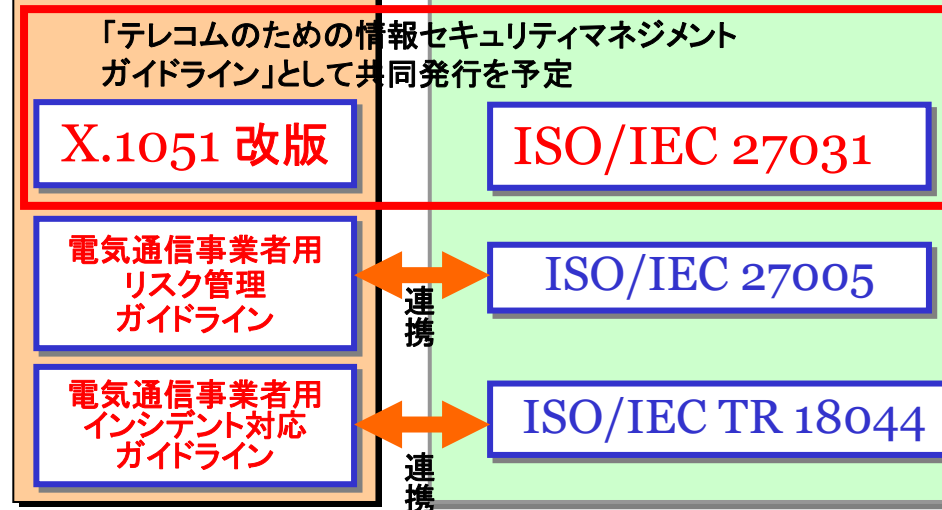 「テレコムのための情報セキュリティマネジメント
ガイドライン」として共同発行を予定
X.1051 改版
ISO/IEC 27031
電気通信事業者用
リスク管理
ガイドライン
連携
ISO/IEC 27005
電気通信事業者用
インシデント対応
ガイドライン
連携
ISO/IEC TR 18044